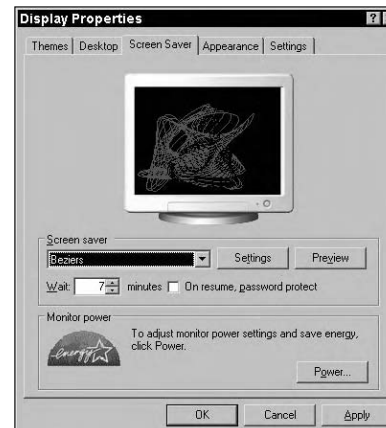 Display Properties
Themes Desktop Screen Saver Appearance Settings
Screen saver
Beziers Settings Preview
Wait: 7 minutes On resume, password protect
Monitor power
To adjust monitor power settings and save energy,
click Power.
energy
Power...
OK Cancel Apply